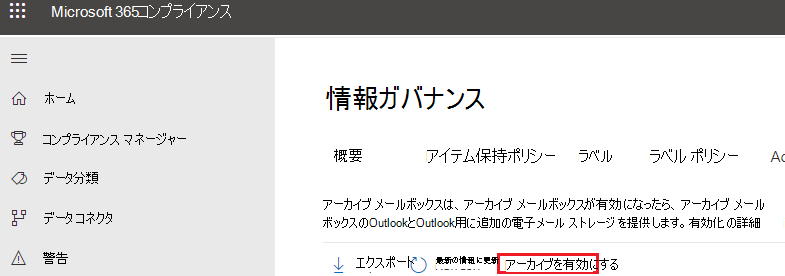 Microsoft 365コンプライアンス
ホーム
コンプライアンス マネージャー
データ分類
データ コネクタ
警告
情報ガバナンス
概要 アイテム保持ポリシー ラベル ラベル ポリシー
アーカイブ メールボックスは、アーカイブ メールボックスが有効になったら、アーカイブ メール
ボックスのOutlookとOutlook用に追加の電子メール ストレージを提供します。有効化の詳細
エクスポート 最新の情報に更新 アーカイブを有効にする